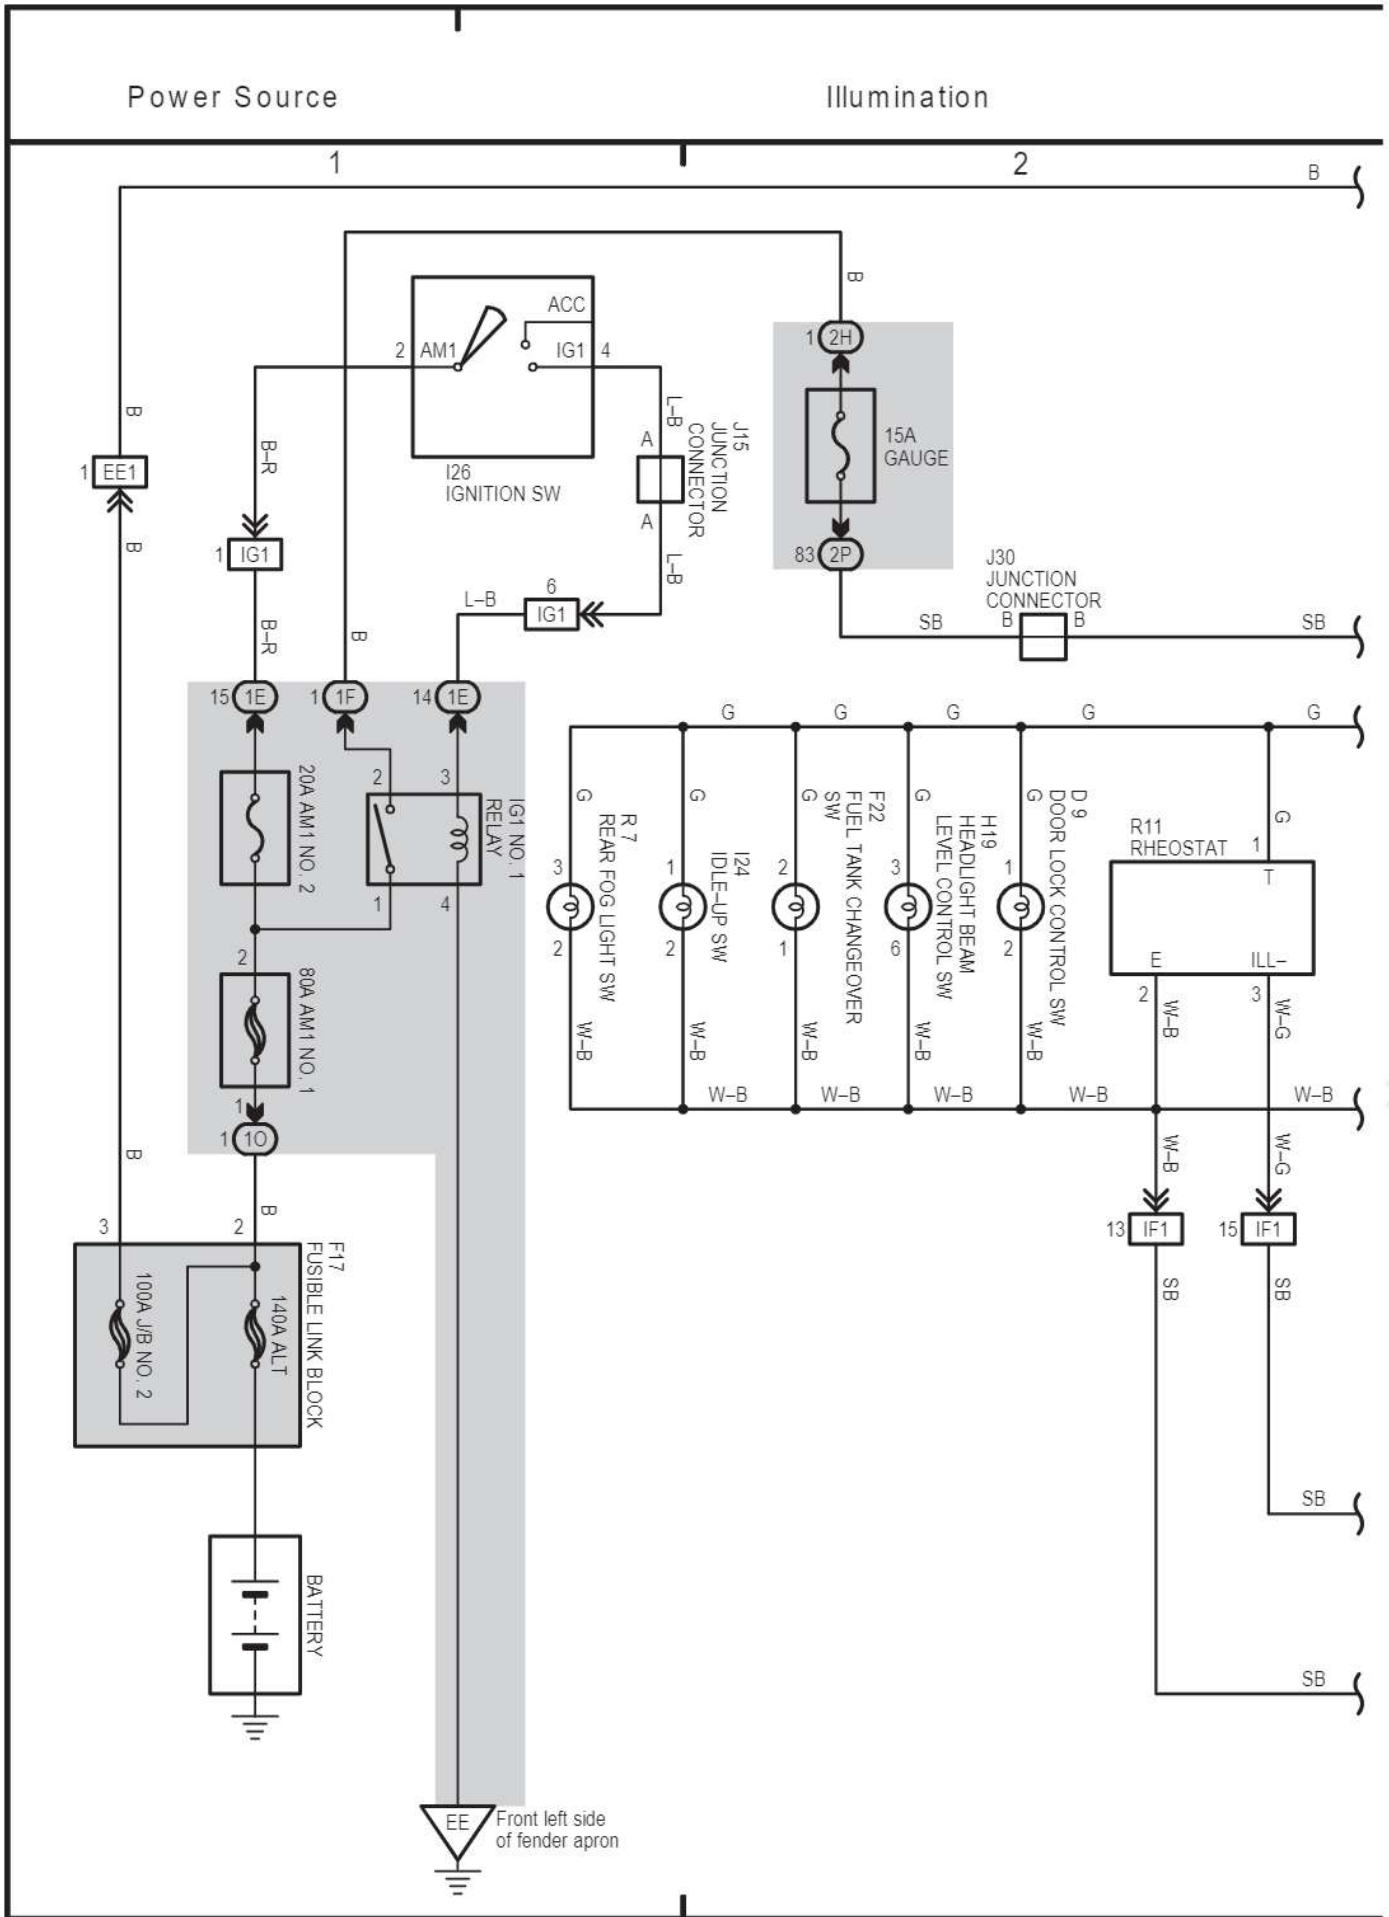 Power Source
Illumination
1
2
B
B
ACC
2
AM1
IG1
4
I26
IGNITION SW
B
1
EE1
B
B–R
1
IG1
B–R
B
L–B
A
J15
JUNCTION
CONNECTOR
A
L–B
6
L–B
IG1
1
2H
15A
GAUGE
83
2P
SB
J30
JUNCTION
CONNECTOR
B
B
SB
15
1E
1
1F
14
1E
20A AM1 NO. 2
2
3
IG1 NO. 1
RELAY
1
4
2
80A AM1 NO. 1
1
1
1O
B
B
3
2
F17
FUSIBLE LINK BLOCK
100A J/B NO. 2
140A ALT
BATTERY
EE
Front left side
of fender apron
G
G
G
G
G
G
3
R 7
REAR FOG LIGHT SW
2
W–B
G
1
I24
IDLE–UP SW
2
W–B
G
2
F22
FUEL TANK CHANGEOVER
SW
1
W–B
G
3
H19
HEADLIGHT BEAM
LEVEL CONTROL SW
6
W–B
G
1
D 9
DOOR LOCK CONTROL SW
2
W–B
G
1
R11
RHEOSTAT
T
E
ILL–
2
3
W–B
W–G
W–B
W–B
W–B
W–B
W–B
W–B
W–G
13
IF1
15
IF1
SB
SB
SB
SB